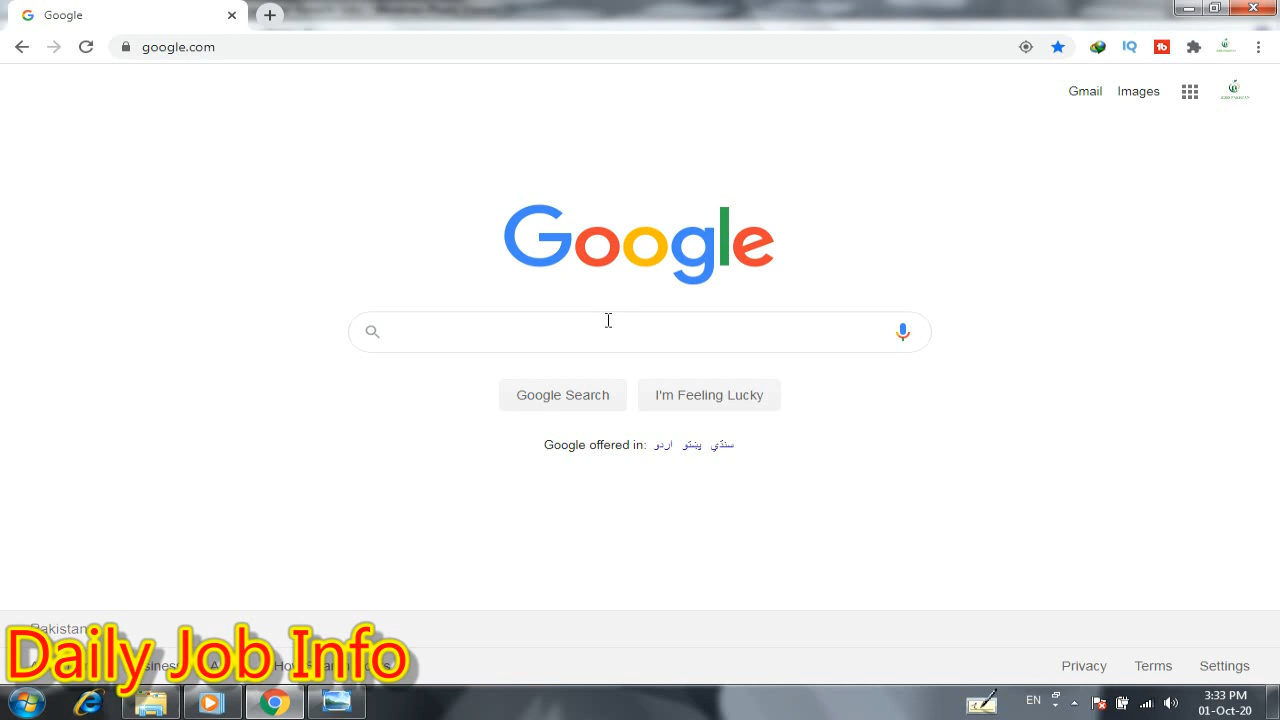 Google
google.com
IQ
Gmail Images
Google
Google Search I'm Feeling Lucky
Google offered in: اردو پښتو سنڌي
Pakistan
Daily Job Info
Privacy Terms Settings
EN
3:33 PM
01-Oct-20